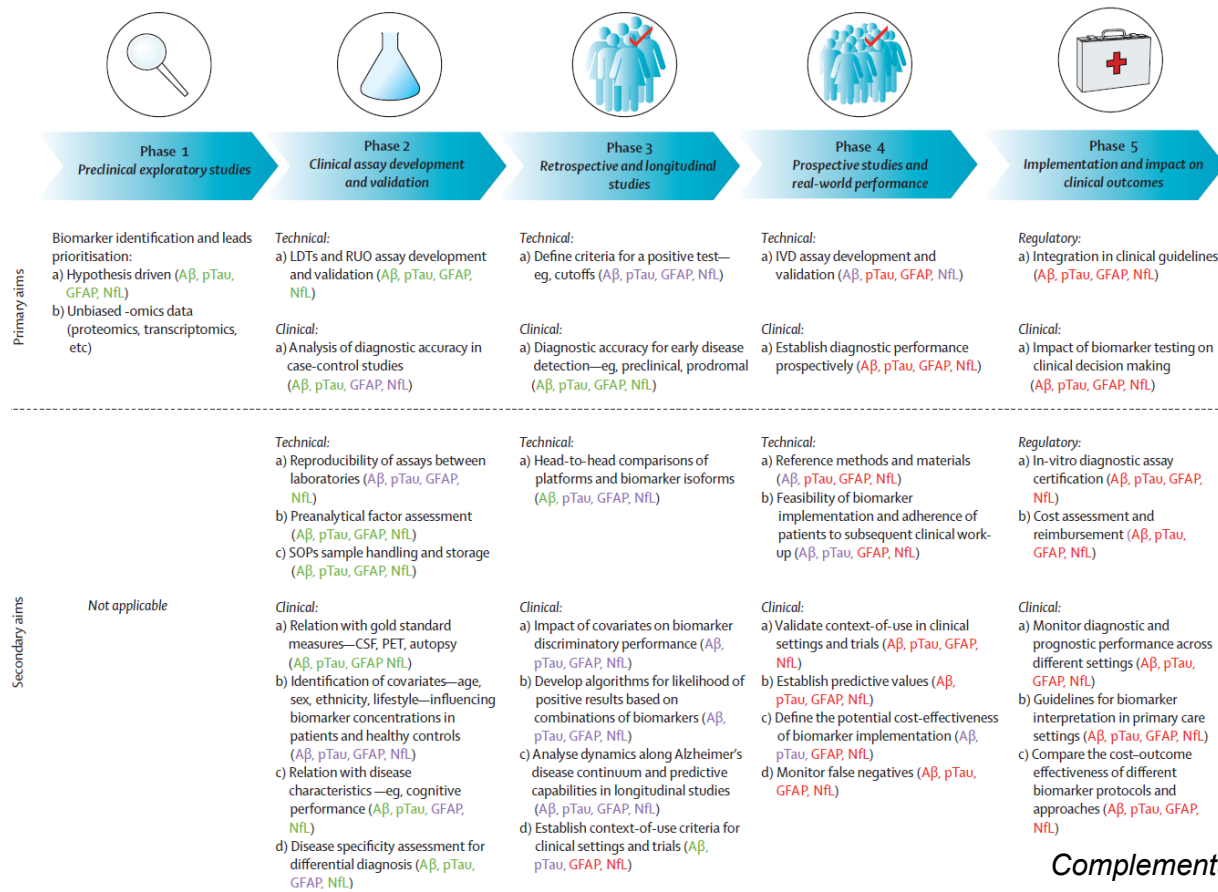 Phase 1
Preclinical exploratory studies
Phase 2
Clinical assay development
and validation
Phase 3
Retrospective and longitudinal
studies
Phase 4
Prospective studies and
real-world performance
Phase 5
Implementation and impact on
clinical outcomes
Primary aims
Biomarker identification and leads
prioritisation:
a) Hypothesis driven (Aβ, pTau,
GFAP, NfL)
b) Unbiased -omics data
(proteomics, transcriptomics,
etc)
Technical:
a) LDTs and RUO assay development
and validation (Aβ, pTau, GFAP,
NfL)
Clinical:
a) Analysis of diagnostic accuracy in
case-control studies
(Aβ, pTau, GFAP, NfL)
Technical:
a) Define criteria for a positive test—
eg, cutoffs (Aβ, pTau, GFAP, NfL)
Clinical:
a) Diagnostic accuracy for early disease
detection—eg, preclinical, prodromal
(Aβ, pTau, GFAP, NfL)
Technical:
a) IVD assay development and
validation (Aβ, pTau, GFAP, NfL)
Clinical:
a) Establish diagnostic performance
prospectively (Aβ, pTau, GFAP, NfL)
Regulatory:
a) Integration in clinical guidelines
(Aβ, pTau, GFAP, NfL)
Clinical:
a) Impact of biomarker testing on
clinical decision making
(Aβ, pTau, GFAP, NfL)
Secondary aims
Not applicable
Technical:
a) Reproducibility of assays between
laboratories (Aβ, pTau, GFAP,
NfL)
b) Preanalytical factor assessment
(Aβ, pTau, GFAP, NfL)
c) SOPs sample handling and storage
(Aβ, pTau, GFAP, NfL)
Clinical:
a) Relation with gold standard
measures—CSF, PET, autopsy
(Aβ, pTau, GFAP NfL)
b) Identification of covariates—age,
sex, ethnicity, lifestyle—influencing
biomarker concentrations in
patients and healthy controls
(Aβ, pTau, GFAP, NfL)
c) Relation with disease
characteristics —eg, cognitive
performance (Aβ, pTau, GFAP,
NfL)
d) Disease specificity assessment for
differential diagnosis (Aβ, pTau,
GFAP, NfL)
Technical:
a) Head-to-head comparisons of
platforms and biomarker isoforms
(Aβ, pTau, GFAP, NfL)
Clinical:
a) Impact of covariates on biomarker
discriminatory performance (Aβ,
pTau, GFAP, NfL)
b) Develop algorithms for likelihood of
positive results based on
combinations of biomarkers (Aβ,
pTau, GFAP, NfL)
c) Analyse dynamics along Alzheimer's
disease continuum and predictive
capabilities in longitudinal studies
(Aβ, pTau, GFAP, NfL)
d) Establish context-of-use criteria for
clinical settings and trials (Aβ,
pTau, GFAP, NfL)
Technical:
a) Reference methods and materials
(Aβ, pTau, GFAP, NfL)
b) Feasibility of biomarker
implementation and adherence of
patients to subsequent clinical work-
up (Aβ, pTau, GFAP, NfL)
Clinical:
a) Validate context-of-use in clinical
settings and trials (Aβ, pTau, GFAP,
NfL)
b) Establish predictive values (Aβ,
pTau, GFAP, NfL)
c) Define the potential cost-effectiveness
of biomarker implementation (Aβ,
pTau, GFAP, NfL)
d) Monitor false negatives (Aβ, pTau,
GFAP, NfL)
Regulatory:
a) In-vitro diagnostic assay
certification (Aβ, pTau, GFAP,
NfL)
b) Cost assessment and
reimbursement (Aβ, pTau,
GFAP, NfL)
Clinical:
a) Monitor diagnostic and
prognostic performance across
different settings (Aβ, pTau,
GFAP, NfL)
b) Guidelines for biomarker
interpretation in primary care
settings (Aβ, pTau, GFAP, NfL)
c) Compare the cost–outcome
effectiveness of different
biomarker protocols and
approaches (Aβ, pTau, GFAP,
NfL)
Complement